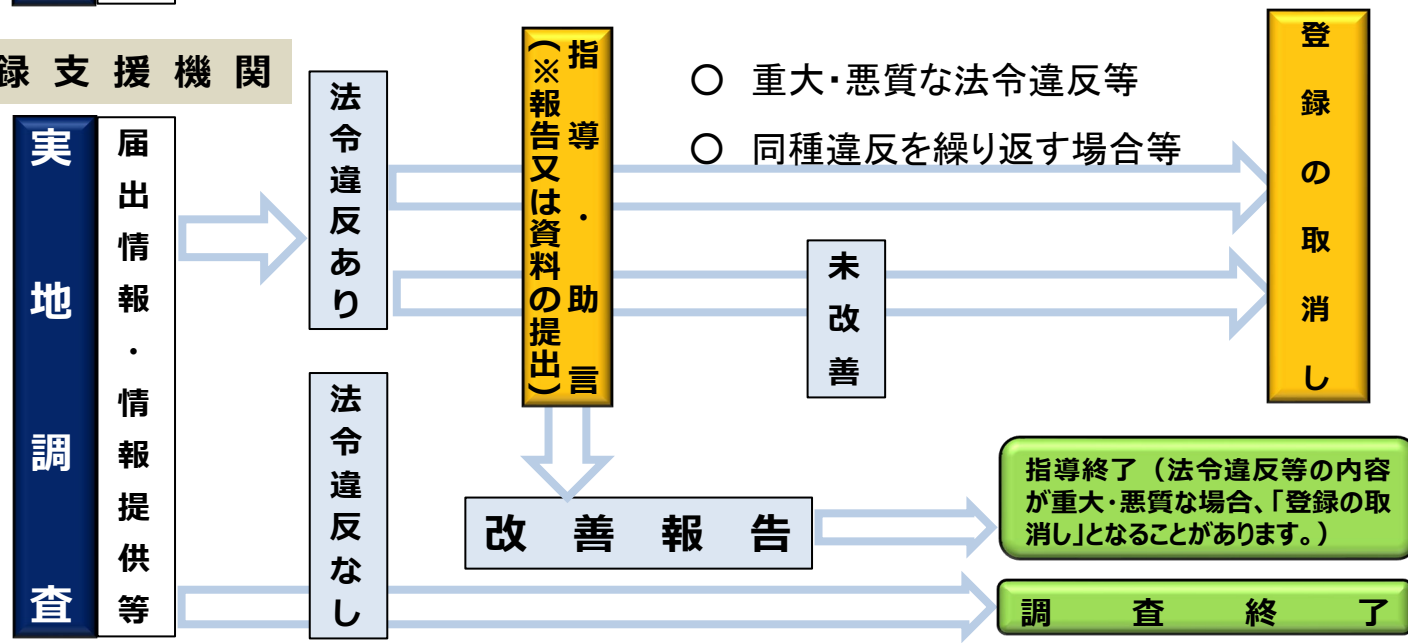 録支援機関
実地調査
届出情報・情報提供等
法令違反あり
法令違反なし
指導・助言
(※報告又は資料の提出)
○ 重大・悪質な法令違反等
○ 同種違反を繰り返す場合等
未改善
登録の取消し
改善報告
指導終了(法令違反等の内容
が重大・悪質な場合、「登録の取
消し」となることがあります。)
調査終了